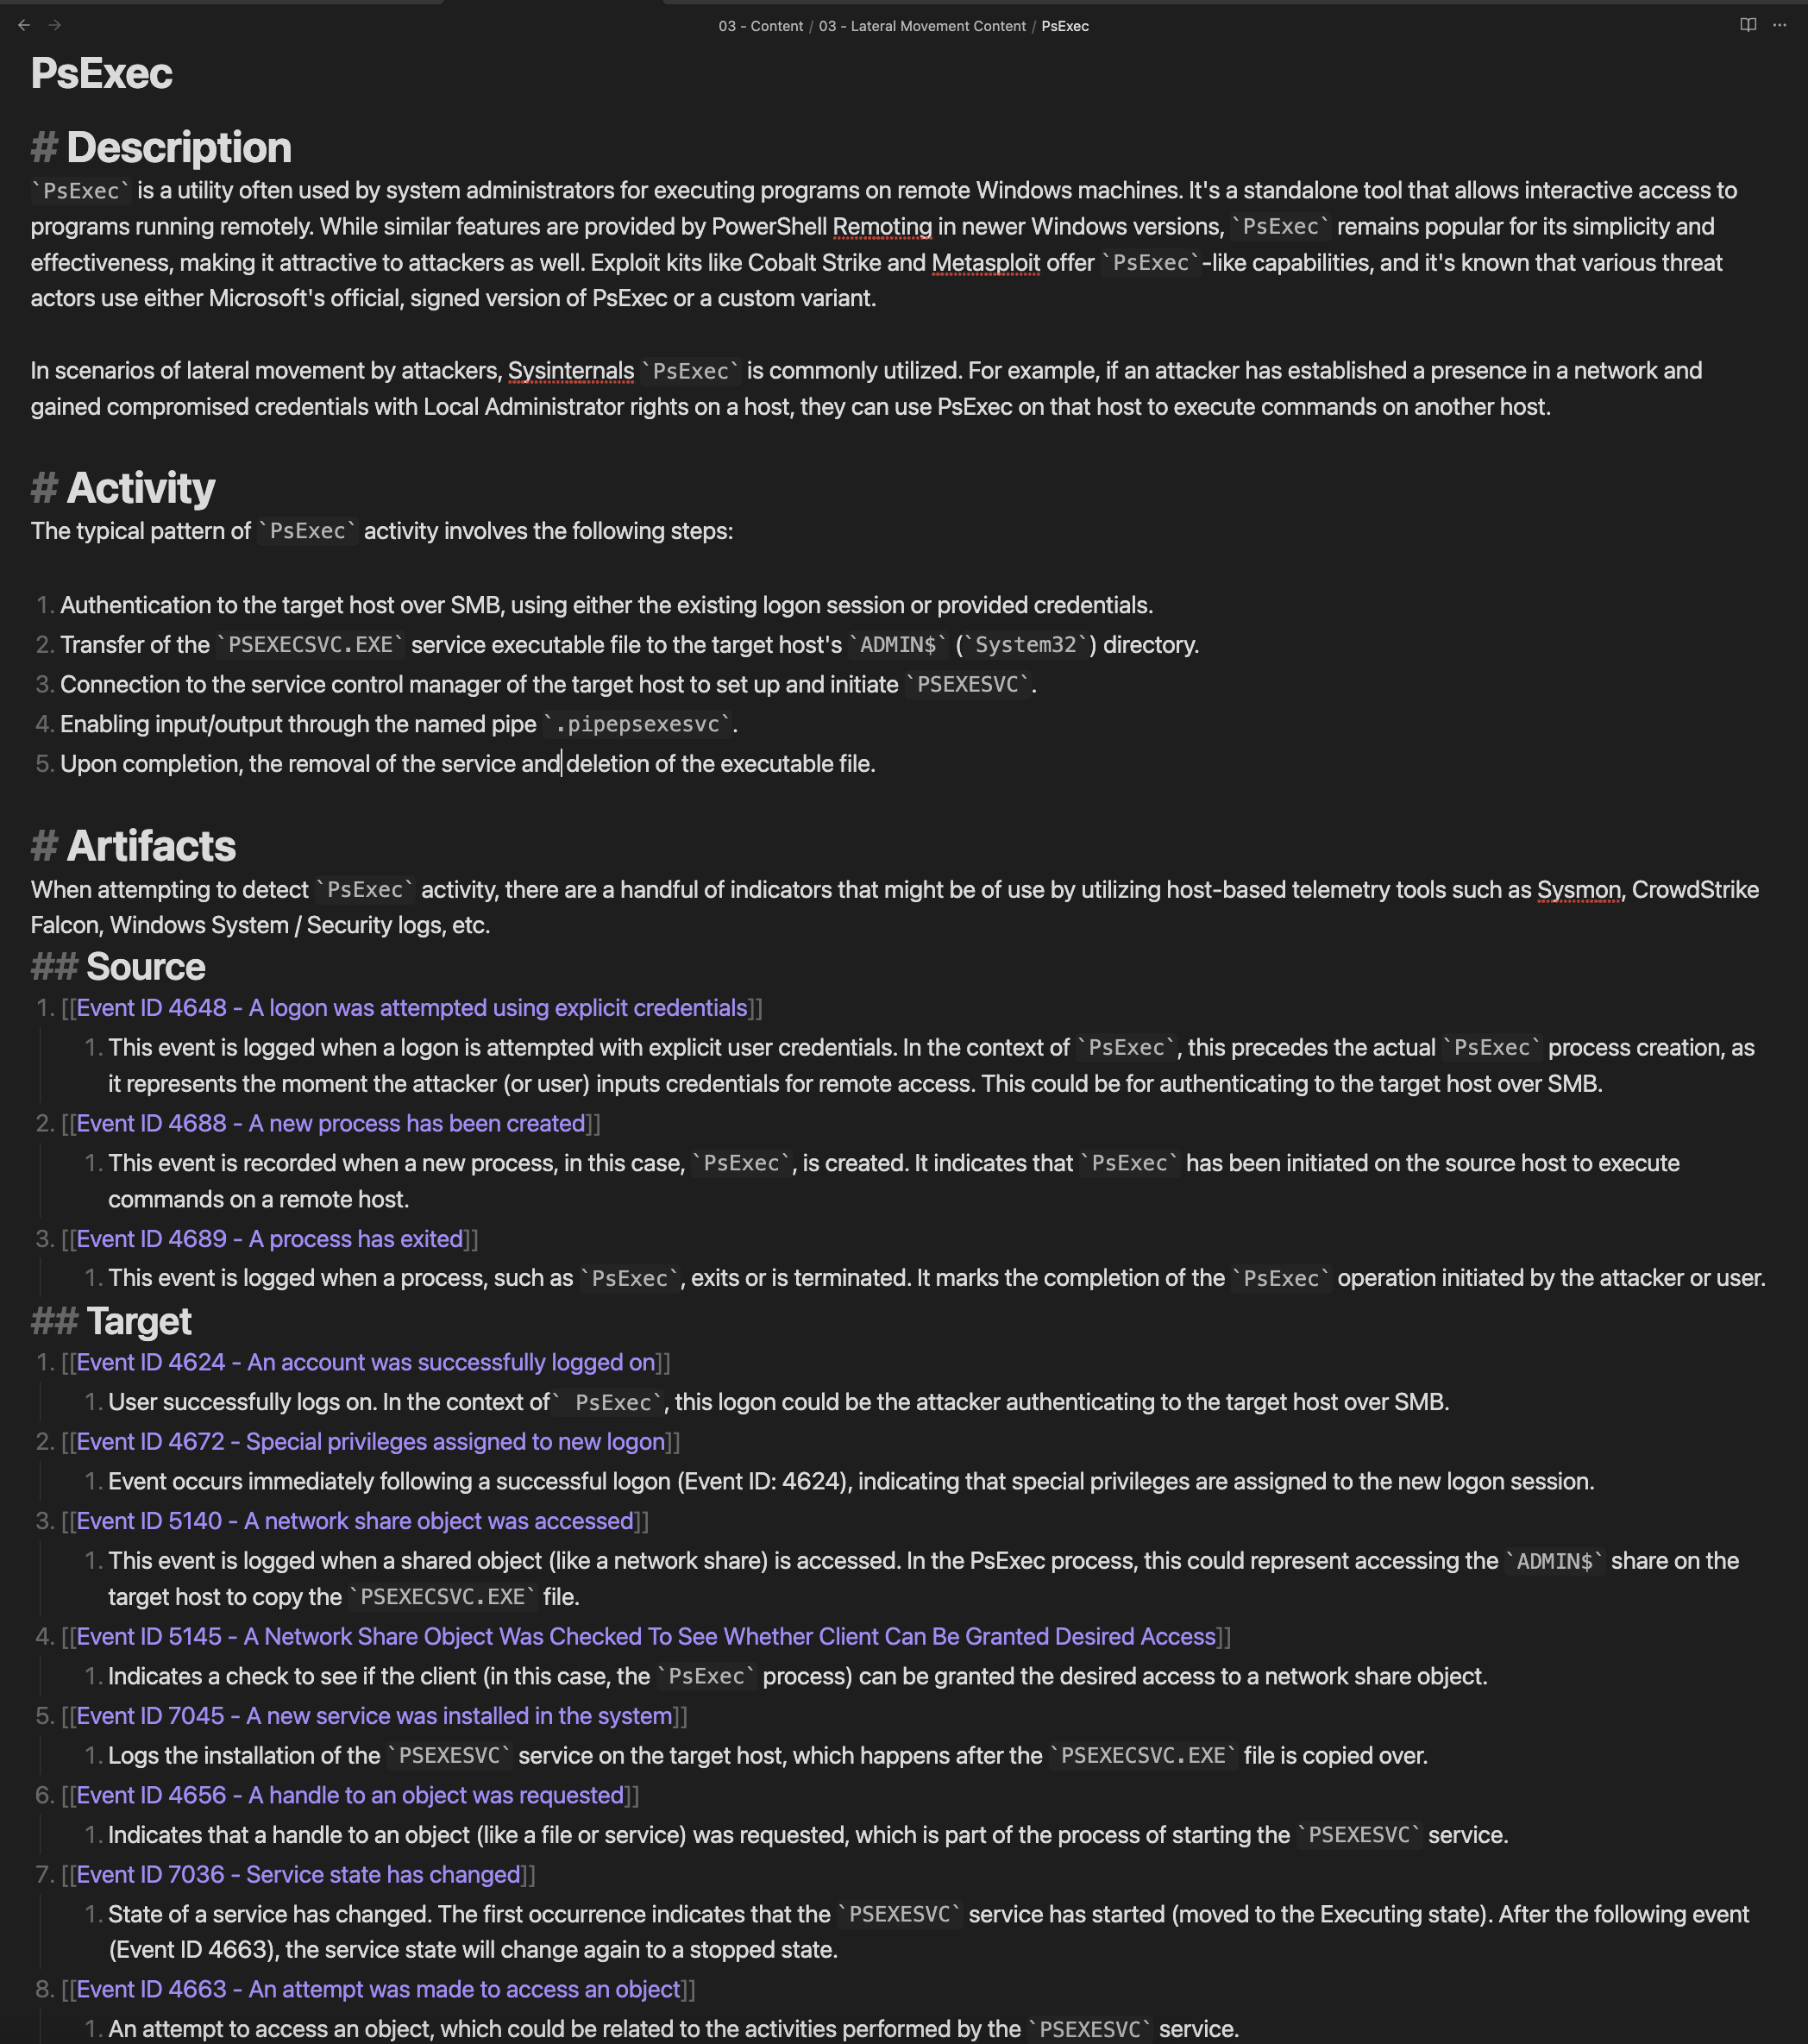 03 - Content / 03 - Lateral Movement Content / PsExec
PsExec
# Description
`PsExec` is a utility often used by system administrators for executing programs on remote Windows machines. It's a standalone tool that allows interactive access to
programs running remotely. While similar features are provided by PowerShell Remoting in newer Windows versions, `PsExec` remains popular for its simplicity and
effectiveness, making it attractive to attackers as well. Exploit kits like Cobalt Strike and Metasploit offer `PsExec`-like capabilities, and it's known that various threat
actors use either Microsoft's official, signed version of PsExec or a custom variant.
In scenarios of lateral movement by attackers, Sysinternals `PsExec` is commonly utilized. For example, if an attacker has established a presence in a network and
gained compromised credentials with Local Administrator rights on a host, they can use PsExec on that host to execute commands on another host.
# Activity
The typical pattern of `PsExec` activity involves the following steps:
1. Authentication to the target host over SMB, using either the existing logon session or provided credentials.
2. Transfer of the `PSEXECSVC.EXE` service executable file to the target host's `ADMIN$` (`System32`) directory.
3. Connection to the service control manager of the target host to set up and initiate `PSEXESVC`.
4. Enabling input/output through the named pipe `.pipepsexesvc`.
5. Upon completion, the removal of the service and deletion of the executable file.
# Artifacts
When attempting to detect `PsExec` activity, there are a handful of indicators that might be of use by utilizing host-based telemetry tools such as Sysmon, CrowdStrike
Falcon, Windows System / Security logs, etc.
## Source
1. [[Event ID 4648 - A logon was attempted using explicit credentials]]
1. This event is logged when a logon is attempted with explicit user credentials. In the context of `PsExec`, this precedes the actual `PsExec` process creation, as
it represents the moment the attacker (or user) inputs credentials for remote access. This could be for authenticating to the target host over SMB.
2. [[Event ID 4688 - A new process has been created]]
1. This event is recorded when a new process, in this case, `PsExec`, is created. It indicates that `PsExec` has been initiated on the source host to execute
commands on a remote host.
3. [[Event ID 4689 - A process has exited]]
1. This event is logged when a process, such as `PsExec`, exits or is terminated. It marks the completion of the `PsExec` operation initiated by the attacker or user.
## Target
1. [[Event ID 4624 - An account was successfully logged on]]
1. User successfully logs on. In the context of` PsExec`, this logon could be the attacker authenticating to the target host over SMB.
2. [[Event ID 4672 - Special privileges assigned to new logon]]
1. Event occurs immediately following a successful logon (Event ID: 4624), indicating that special privileges are assigned to the new logon session.
3. [[Event ID 5140 - A network share object was accessed]]
1. This event is logged when a shared object (like a network share) is accessed. In the PsExec process, this could represent accessing the `ADMIN$` share on the
target host to copy the `PSEXECSVC.EXE` file.
4. [[Event ID 5145 - A Network Share Object Was Checked To See Whether Client Can Be Granted Desired Access]]
1. Indicates a check to see if the client (in this case, the `PsExec` process) can be granted the desired access to a network share object.
5. [[Event ID 7045 - A new service was installed in the system]]
1. Logs the installation of the `PSEXESVC` service on the target host, which happens after the `PSEXECSVC.EXE` file is copied over.
6. [[Event ID 4656 - A handle to an object was requested]]
1. Indicates that a handle to an object (like a file or service) was requested, which is part of the process of starting the `PSEXESVC` service.
7. [[Event ID 7036 - Service state has changed]]
1. State of a service has changed. The first occurrence indicates that the `PSEXESVC` service has started (moved to the Executing state). After the following event
(Event ID 4663), the service state will change again to a stopped state.
8. [[Event ID 4663 - An attempt was made to access an object]]
1. An attempt to access an object, which could be related to the activities performed by the `PSEXESVC` service.